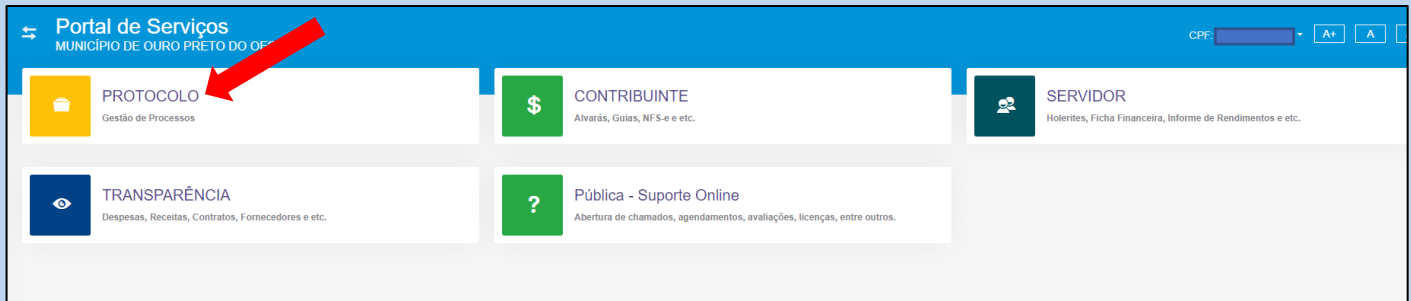 Portal de Serviços
MUNICÍPIO DE OURO PRETO DO
CPF:
A+
A
PROTOCOLO
Gestão de Processos
CONTRIBUINTE
Alvarás, Guias, NFS-e e etc.
SERVIDOR
Holerites, Ficha Financeira, Informe de Rendimentos e etc.
TRANSPARÊNCIA
Despesas, Receitas, Contratos, Fornecedores e etc.
Pública - Suporte Online
Abertura de chamados, agendamentos, avaliações, licenças, entre outros.